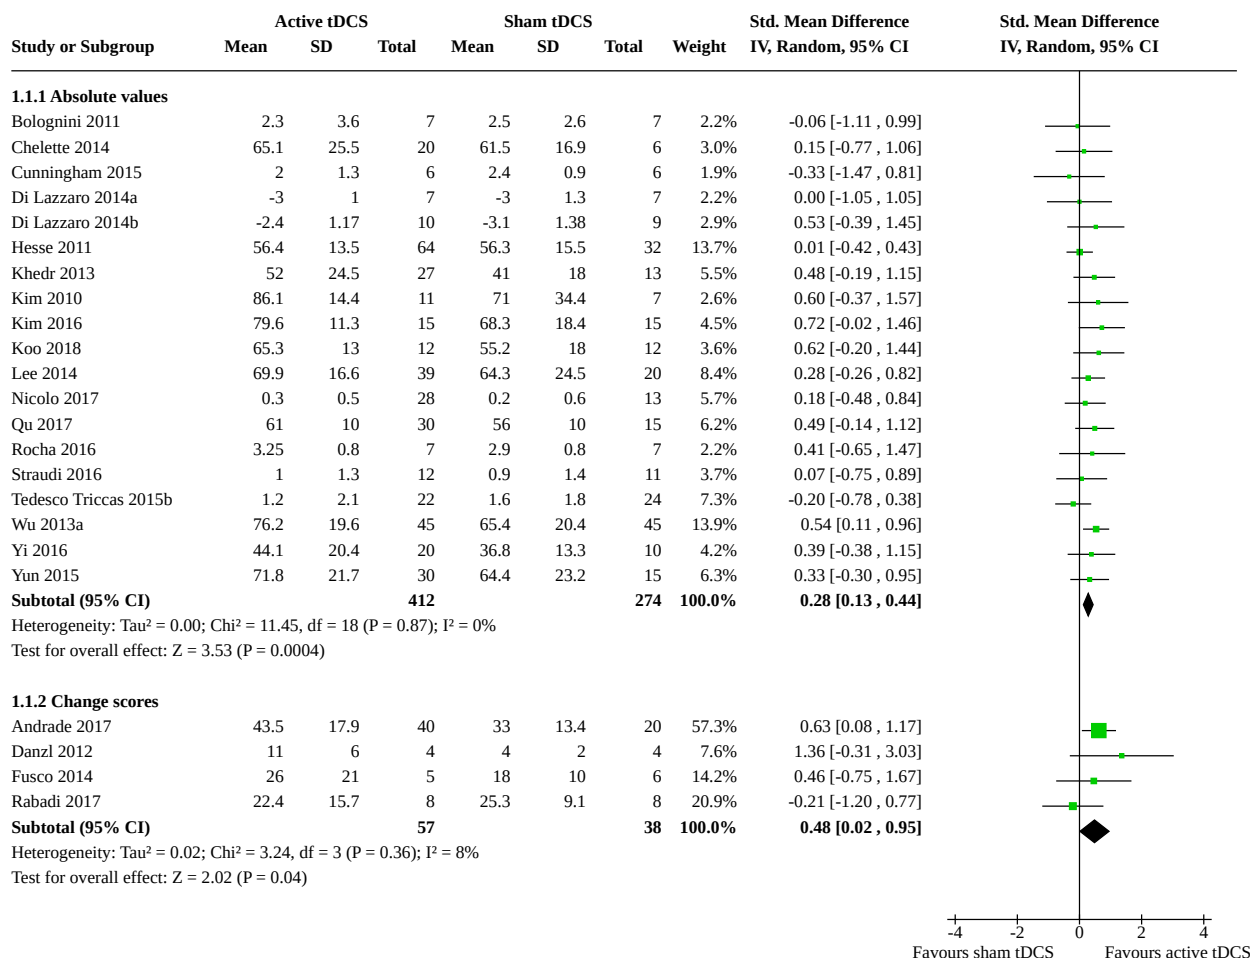 Active tDCS Sham tDCS Std. Mean Difference Std. Mean Difference
Study or Subgroup Mean SD Total Mean SD Total Weight IV, Random, 95% CI IV, Random, 95% CI
1.1.1 Absolute values
Bolognini 2011 2.3 3.6 7 2.5 2.6 7 2.2% -0.06 [-1.11 , 0.99]
Chelette 2014 65.1 25.5 20 61.5 16.9 6 3.0% 0.15 [-0.77 , 1.06]
Cunningham 2015 2 1.3 6 2.4 0.9 6 1.9% -0.33 [-1.47 , 0.81]
Di Lazzaro 2014a -3 1 7 -3 1.3 7 2.2% 0.00 [-1.05 , 1.05]
Di Lazzaro 2014b -2.4 1.17 10 -3.1 1.38 9 2.9% 0.53 [-0.39 , 1.45]
Hesse 2011 56.4 13.5 64 56.3 15.5 32 13.7% 0.01 [-0.42 , 0.43]
Khedr 2013 52 24.5 27 41 18 13 5.5% 0.48 [-0.19 , 1.15]
Kim 2010 86.1 14.4 11 71 34.4 7 2.6% 0.60 [-0.37 , 1.57]
Kim 2016 79.6 11.3 15 68.3 18.4 15 4.5% 0.72 [-0.02 , 1.46]
Koo 2018 65.3 13 12 55.2 18 12 3.6% 0.62 [-0.20 , 1.44]
Lee 2014 69.9 16.6 39 64.3 24.5 20 8.4% 0.28 [-0.26 , 0.82]
Nicolo 2017 0.3 0.5 28 0.2 0.6 13 5.7% 0.18 [-0.48 , 0.84]
Qu 2017 61 10 30 56 10 15 6.2% 0.49 [-0.14 , 1.12]
Rocha 2016 3.25 0.8 7 2.9 0.8 7 2.2% 0.41 [-0.65 , 1.47]
Straudi 2016 1 1.3 12 0.9 1.4 11 3.7% 0.07 [-0.75 , 0.89]
Tedesco Triccas 2015b 1.2 2.1 22 1.6 1.8 24 7.3% -0.20 [-0.78 , 0.38]
Wu 2013a 76.2 19.6 45 65.4 20.4 45 13.9% 0.54 [0.11 , 0.96]
Yi 2016 44.1 20.4 20 36.8 13.3 10 4.2% 0.39 [-0.38 , 1.15]
Yun 2015 71.8 21.7 30 64.4 23.2 15 6.3% 0.33 [-0.30 , 0.95]
Subtotal (95% CI) 412 274 100.0% 0.28 [0.13 , 0.44]
Heterogeneity: Tau² = 0.00; Chi² = 11.45, df = 18 (P = 0.87); I² = 0%
Test for overall effect: Z = 3.53 (P = 0.0004)
1.1.2 Change scores
Andrade 2017 43.5 17.9 40 33 13.4 20 57.3% 0.63 [0.08 , 1.17]
Danzl 2012 11 6 4 4 2 4 7.6% 1.36 [-0.31 , 3.03]
Fusco 2014 26 21 5 18 10 6 14.2% 0.46 [-0.75 , 1.67]
Rabadi 2017 22.4 15.7 8 25.3 9.1 8 20.9% -0.21 [-1.20 , 0.77]
Subtotal (95% CI) 57 38 100.0% 0.48 [0.02 , 0.95]
Heterogeneity: Tau² = 0.02; Chi² = 3.24, df = 3 (P = 0.36); I² = 8%
Test for overall effect: Z = 2.02 (P = 0.04)
-4 -2 0 2 4
Favours sham tDCS Favours active tDCS